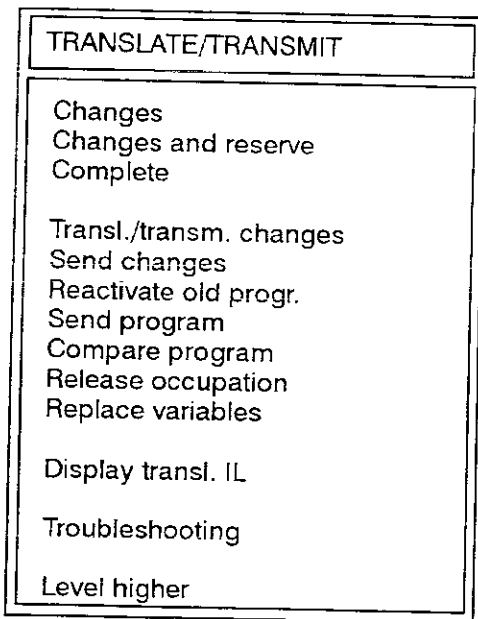 TRANSLATE/TRANSMIT
Changes
Changes and reserve
Complete
Transl./transm. changes
Send changes
Reactivate old progr.
Send program
Compare program
Release occupation
Replace variables
Display transl. IL
Troubleshooting
Level higher